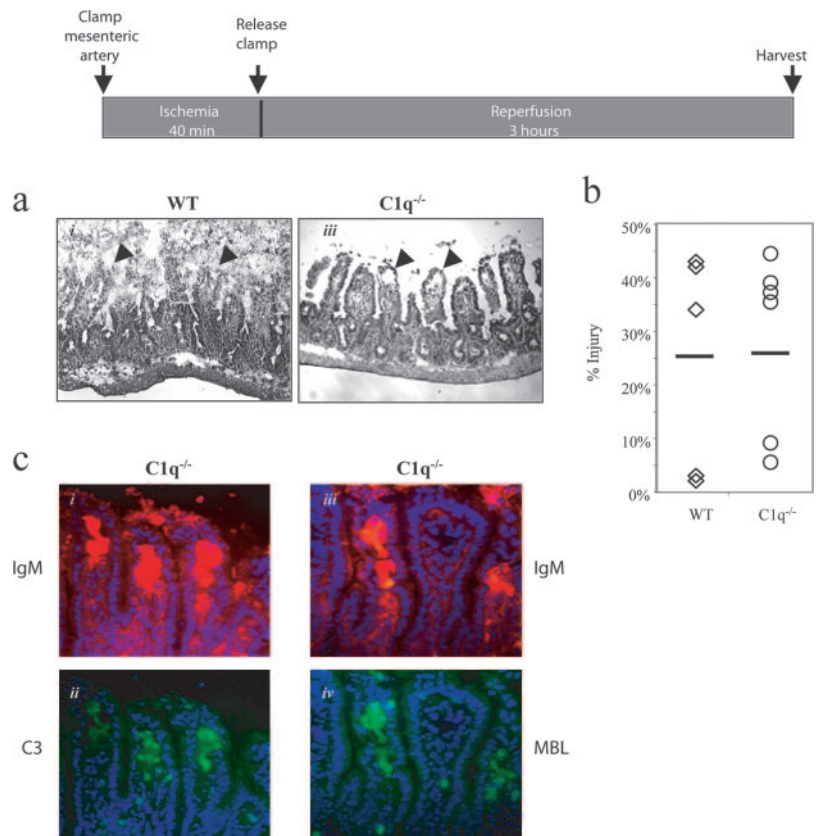 Clamp
mesenteric
artery
Release
clamp
Harvest
Ischemia
40 min
Reperfusion
3 hours
a
WT
C1q-/-
i
iii
b
50%
40%
30%
20%
10%
0%
% Injury
WT
C1q-/-
c
C1q-/-
C1q-/-
IgM
i
iii
IgM
C3
ii
iv
MBL